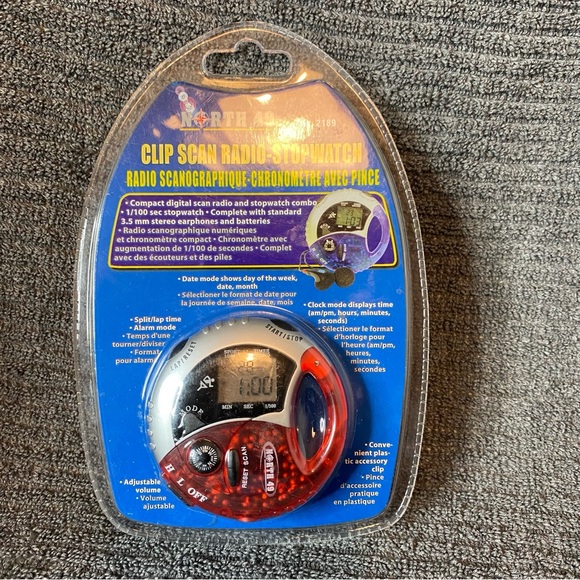 NORTH 49
2189
CLIP SCAN RADIO-STOPWATCH
RADIO SCANOGRAPHIQUE-CHRONOMETRE AVEC PINCE
• Compact digital scan radio and stopwatch combo
• 1/100 sec stopwatch • Complete with standard
3.5 mm stereo earphones and batteries
• Radio scanographique numériques
et chronomètre compact • Chronomètre avec
augmentation de 1/100 de secondes • Complet
avec des écouteurs et des piles
• Date mode shows day of the week,
date, month
• Sélectioner le format de date pour
la journée de semaine, date, mois
• Split/lap time
• Alarm mode
• Temps d'une
tourner/diviser
• Format
pour alarm
• Clock mode displays time
(am/pm, hours, minutes,
seconds)
• Sélectioner le format
d'horloge pour
l'heure (am/pm,
heures,
minutes,
secondes
LAP/RESET
START/STOP
MODE
MIN SEC 1/100
RESET SCAN
NORTH 49
H L OFF
• Adjustable
volume
• Volume
ajustable
• Conve-
nient plas-
tic accessory
clip
• Pince
d'accessoire
pratique
en plastique